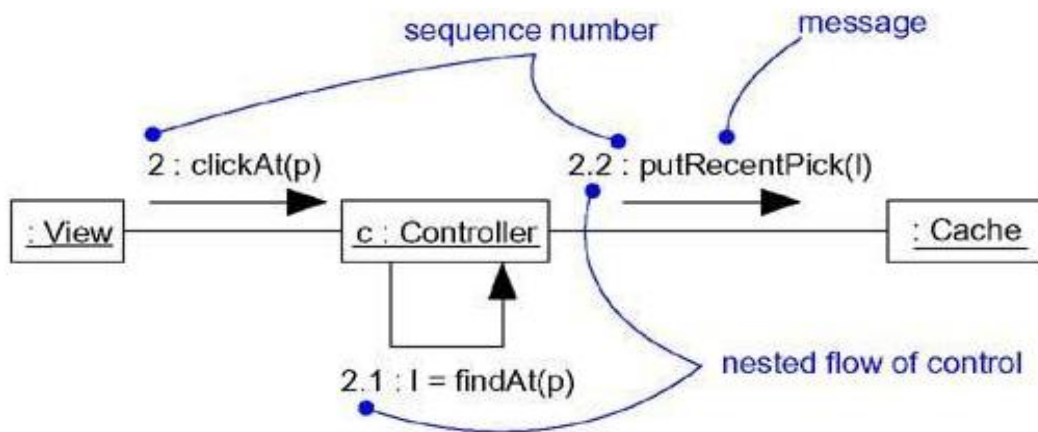 sequence number
message
2 : clickAt(p)
2.2 : putRecentPick(l)
: View
c : Controller
: Cache
2.1 : l = findAt(p)
nested flow of control